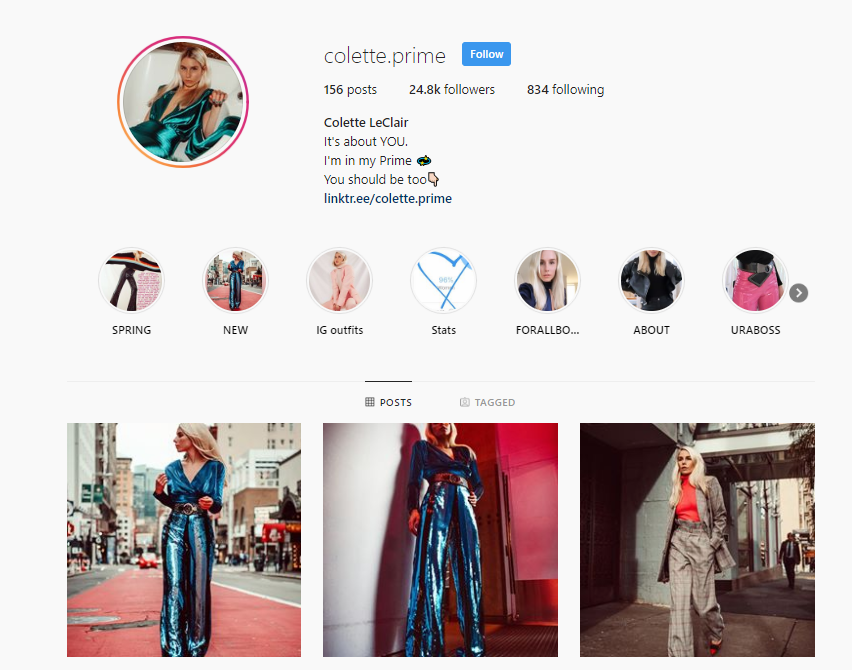 colette.prime Follow
156 posts 24.8k followers 834 following
Colette LeClair
It's about YOU.
I'm in my Prime
You should be too
linktr.ee/colette.prime
96%
SPRING NEW IG outfits Stats FORALLBO... ABOUT URABOSS
POSTS TAGGED